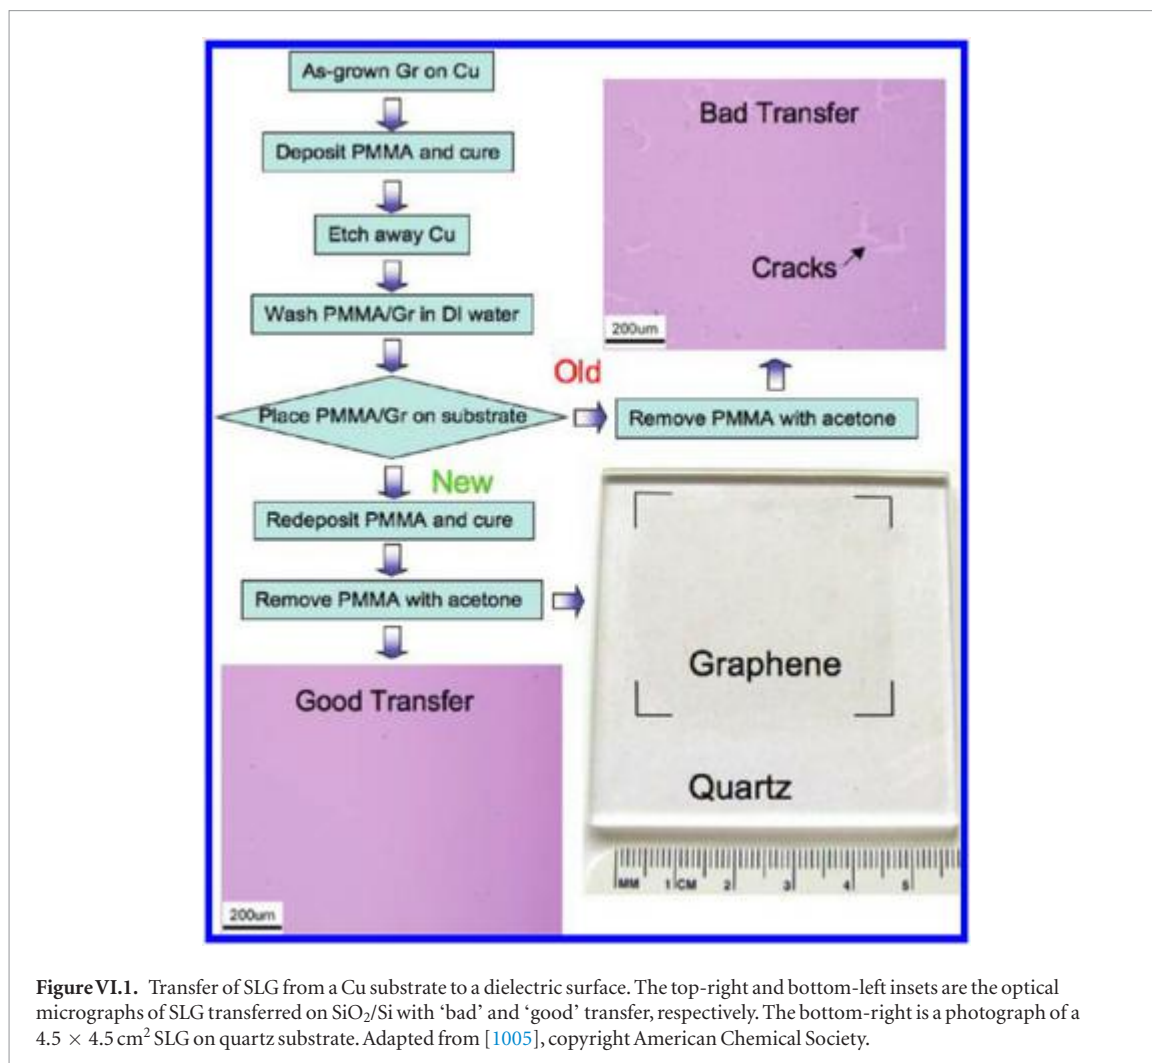 As-grown Gr on Cu
Deposit PMMA and cure
Etch away Cu
Wash PMMA/Gr in DI water
Place PMMA/Gr on substrate
Old
Remove PMMA with acetone
Bad Transfer
Cracks
200um
New
Redeposit PMMA and cure
Remove PMMA with acetone
Good Transfer
200um
Graphene
Quartz
MM 1 CM 2 3 4 5
Figure VI.1. Transfer of SLG from a Cu substrate to a dielectric surface. The top-right and bottom-left insets are the optical
micrographs of SLG transferred on SiO₂/Si with ‘bad’ and ‘good’ transfer, respectively. The bottom-right is a photograph of a
4.5 × 4.5 cm² SLG on quartz substrate. Adapted from [1005], copyright American Chemical Society.